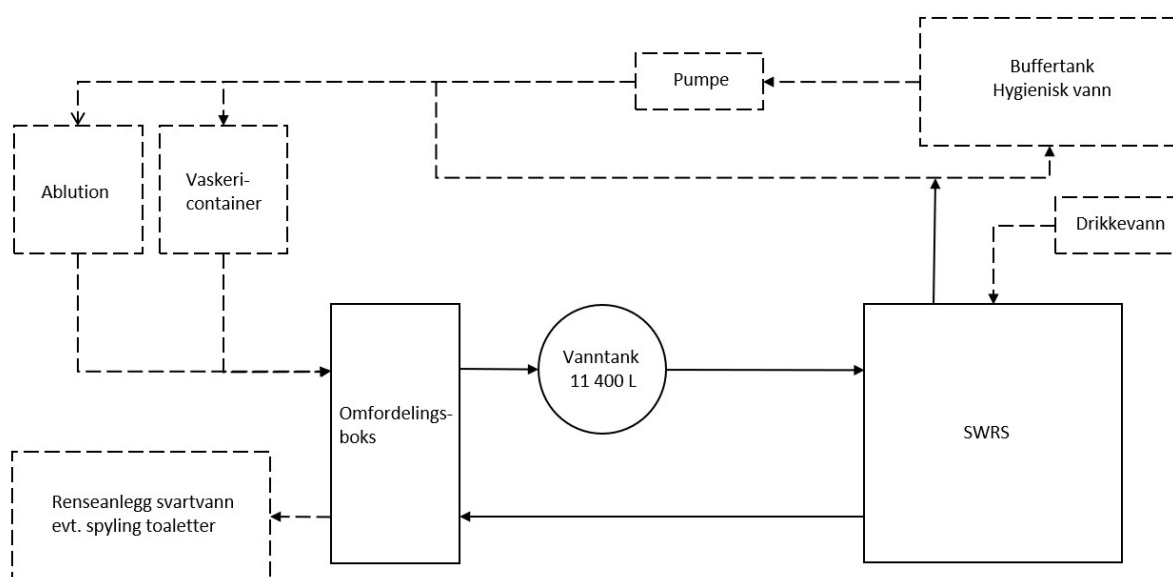 Pumpe
Buffertank
Hygienisk vann
Ablution
Vaskeri-
container
Drikkevann
Vanntank
11 400 L
Omfordelings-
boks
SWRS
Renseanlegg svartvann
evt. spyling toaletter